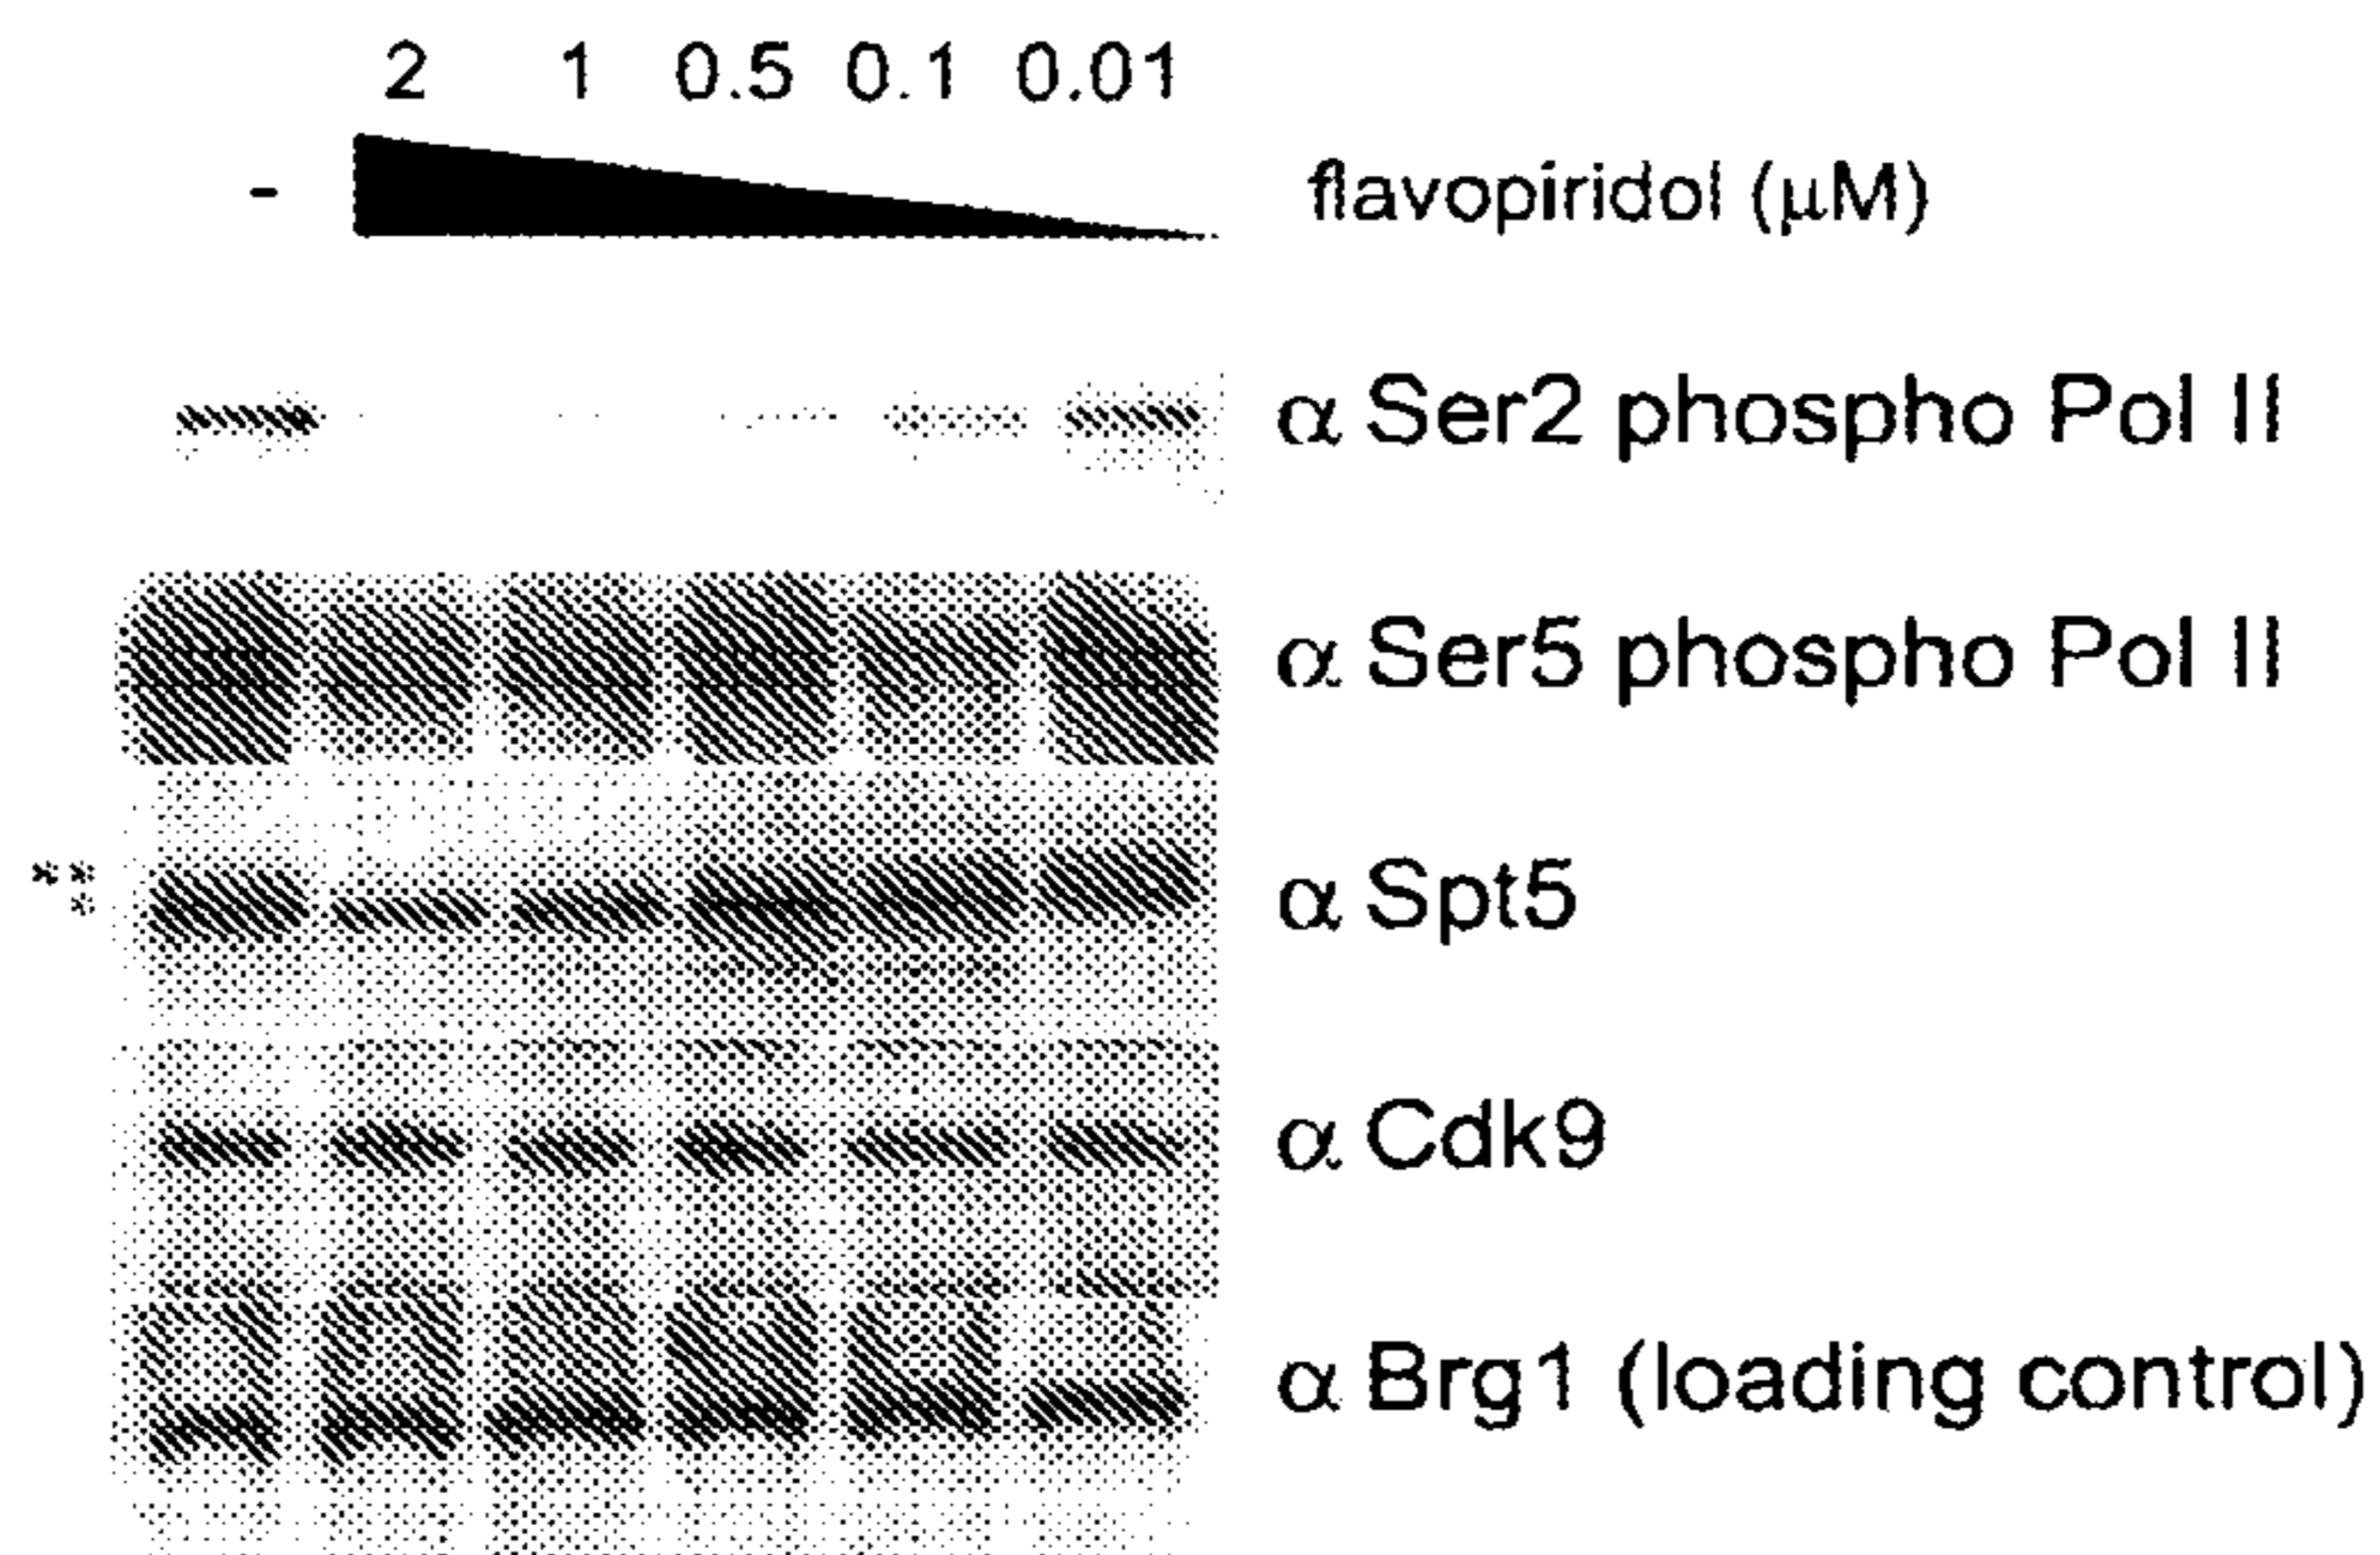 2 1 0.5 0.1 0.01
- flavopiridol (μM)
α Ser2 phospho Pol II
α Ser5 phospho Pol II
**
*
α Spt5
α Cdk9
α Brg1 (loading control)